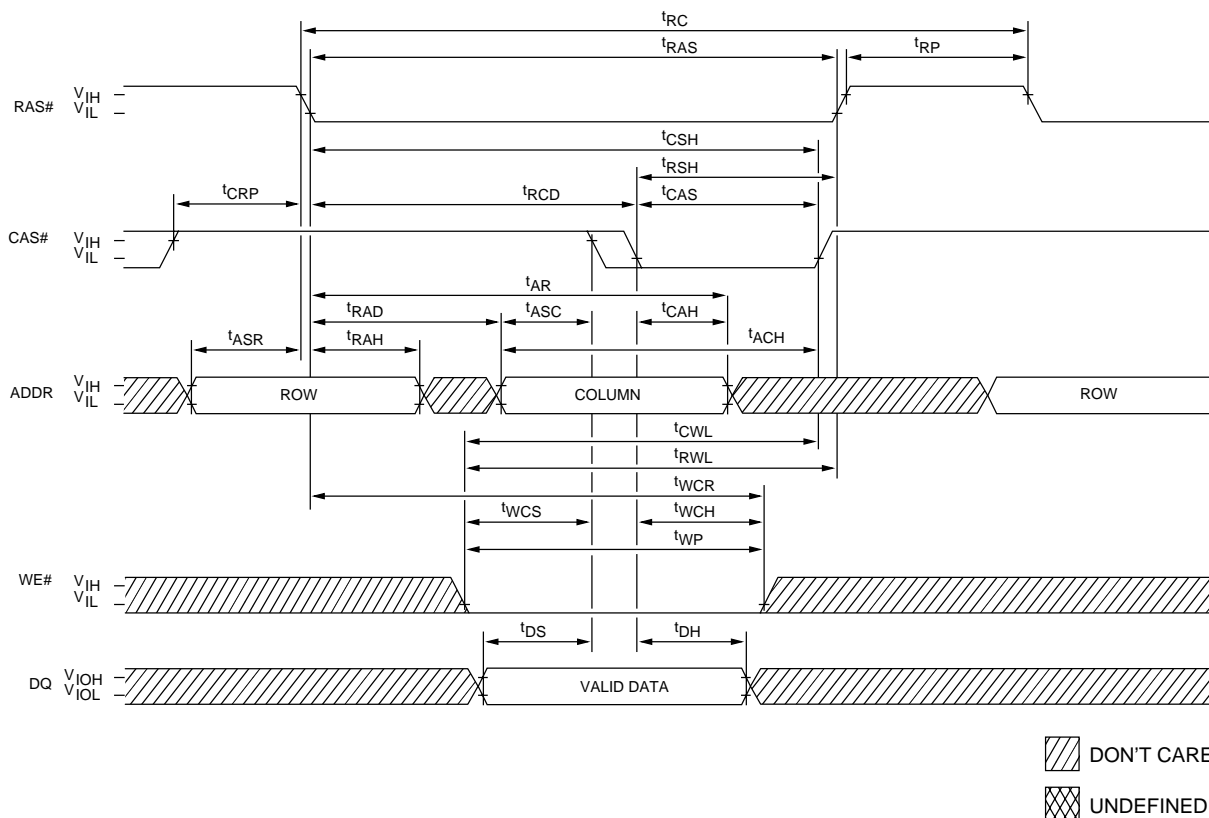 tRC
tRAS
tRP
RAS#
VIH
VIL
tCSH
tRSH
tCRP
tRCD
tCAS
CAS#
VIH
VIL
tAR
tRAD
tASC
tCAH
tASR
tRAH
tACH
ADDR
VIH
VIL
ROW
COLUMN
ROW
tCWL
tRWL
tWCR
tWCS
tWCH
tWP
WE#
VIH
VIL
tDS
tDH
DQ
VIOH
VIOL
VALID DATA
DON'T CARE
UNDEFINED